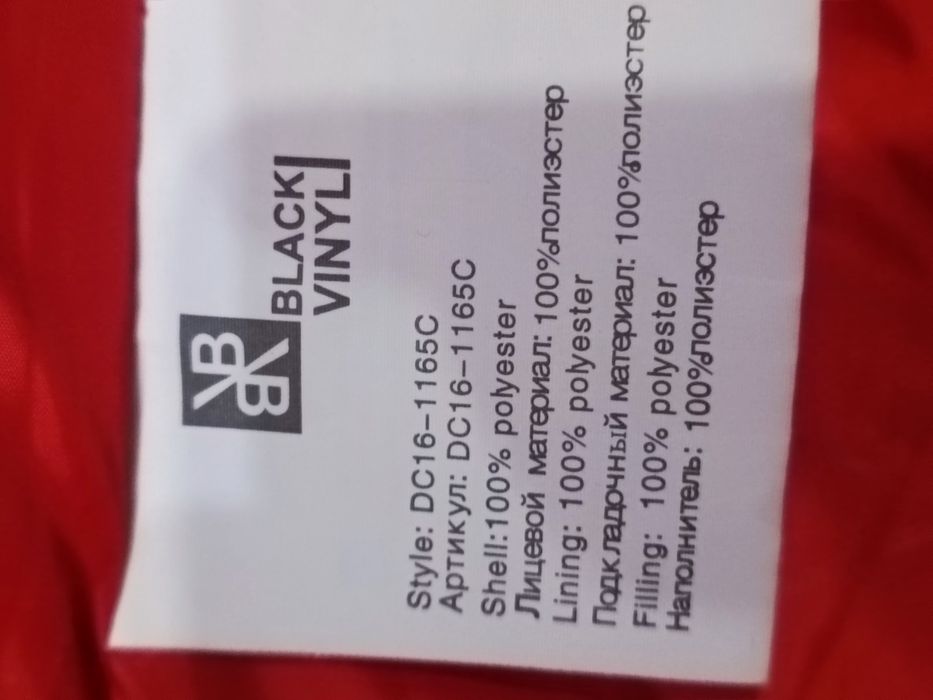 BLACK
VINYL
Style: DC16-1165C
Артикул: DC16-1165C
Shell:100% polyester
Лицевой материал: 100%полиэстер
Lining: 100% polyester
Подкладочный материал: 100%полиэстер
Filling: 100% polyester
Наполнитель: 100%полиэстер